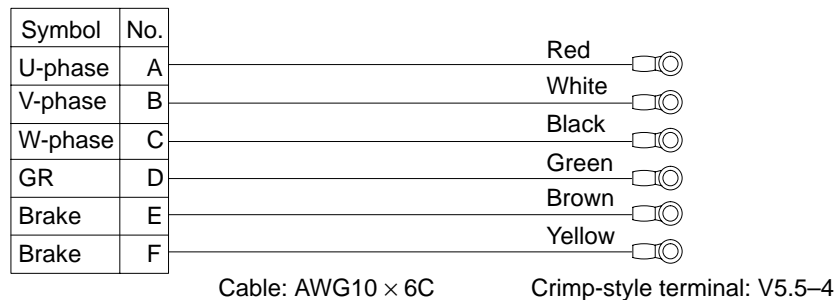 Symbol No.
U-phase A Red
V-phase B White
W-phase C Black
GR D Green
Brake E Brown
Brake F Yellow
Cable: AWG10 × 6C Crimp-style terminal: V5.5–4